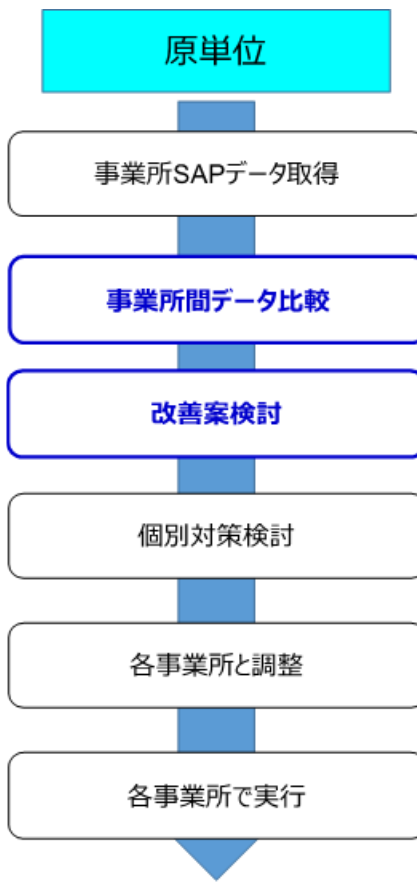 原単位
事業所SAPデータ取得
事業所間データ比較
改善案検討
個別対策検討
各事業所と調整
各事業所で実行